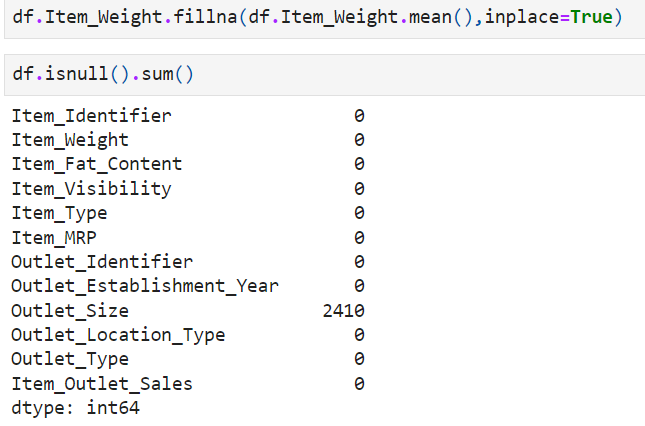 df.Item_Weight.fillna(df.Item_Weight.mean(),inplace=True)
df.isnull().sum()
Item_Identifier 0
Item_Weight 0
Item_Fat_Content 0
Item_Visibility 0
Item_Type 0
Item_MRP 0
Outlet_Identifier 0
Outlet_Establishment_Year 0
Outlet_Size 2410
Outlet_Location_Type 0
Outlet_Type 0
Item_Outlet_Sales 0
dtype: int64